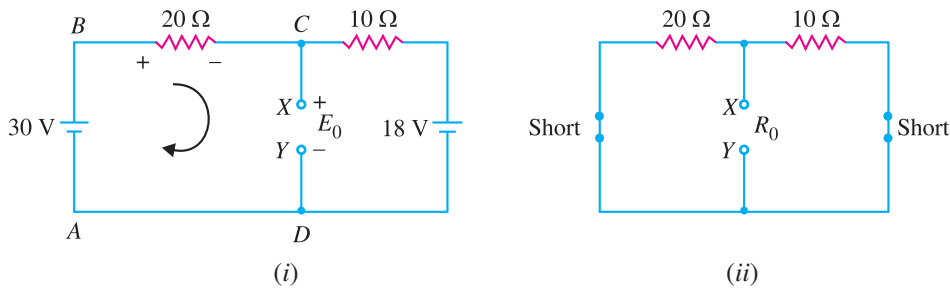 20 Ω
10 Ω
B
C
+ −
X
+
E₀
30 V
18 V
Y
−
A
D
(i)
20 Ω
10 Ω
X
Short
R₀
Short
Y
(ii)